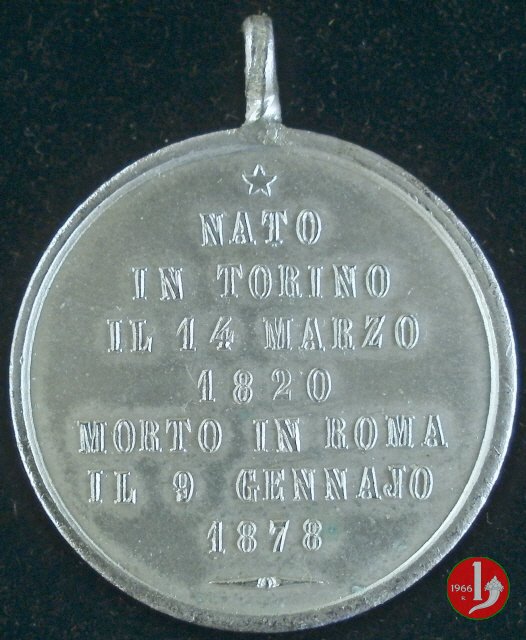 NATO
IN TORINO
IL 14 MARZO
1820
MORTO IN ROMA
IL 9 GENNAJO
1878
1966